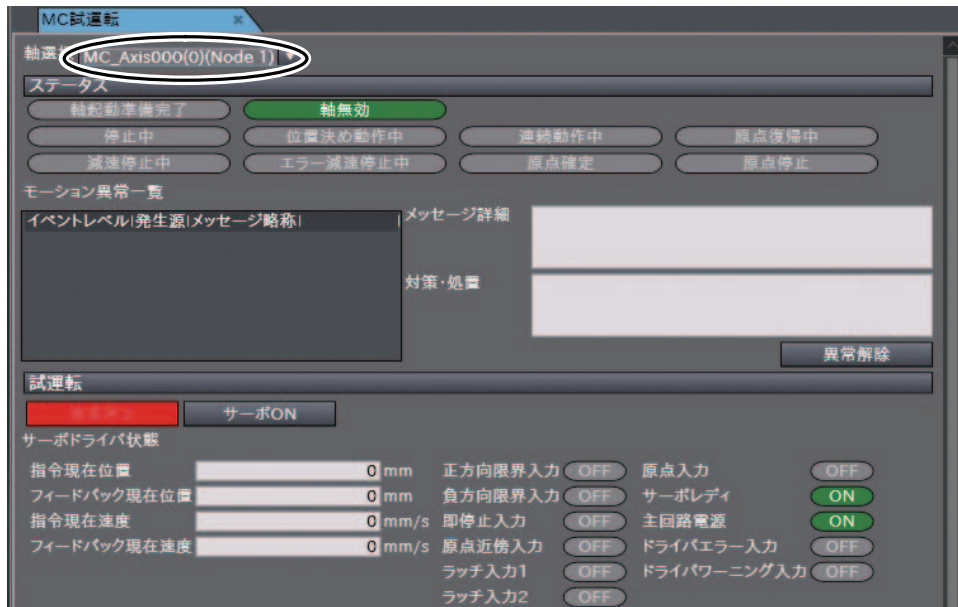 MC試運転 ×
軸選 MC_Axis000(0)(Node 1) ▼
ステータス
軸起動準備完了 軸無効
停止中 位置決め動作中 連続動作中 原点復帰中
減速停止中 エラー減速停止中 原点確定 原点停止
モーション異常一覧
イベントレベル|発生源|メッセージ略称| メッセージ詳細
対策・処置
異常解除
試運転
サーボON
サーボドライバ状態
指令現在位置 0 mm 正方向限界入力 OFF 原点入力 OFF
フィードバック現在位置 0 mm 負方向限界入力 OFF サーボレディ ON
指令現在速度 0 mm/s 即停止入力 OFF 主回路電源 ON
フィードバック現在速度 0 mm/s 原点近傍入力 OFF ドライバエラー入力 OFF
ラッチ入力1 OFF ドライバワーニング入力 OFF
ラッチ入力2 OFF